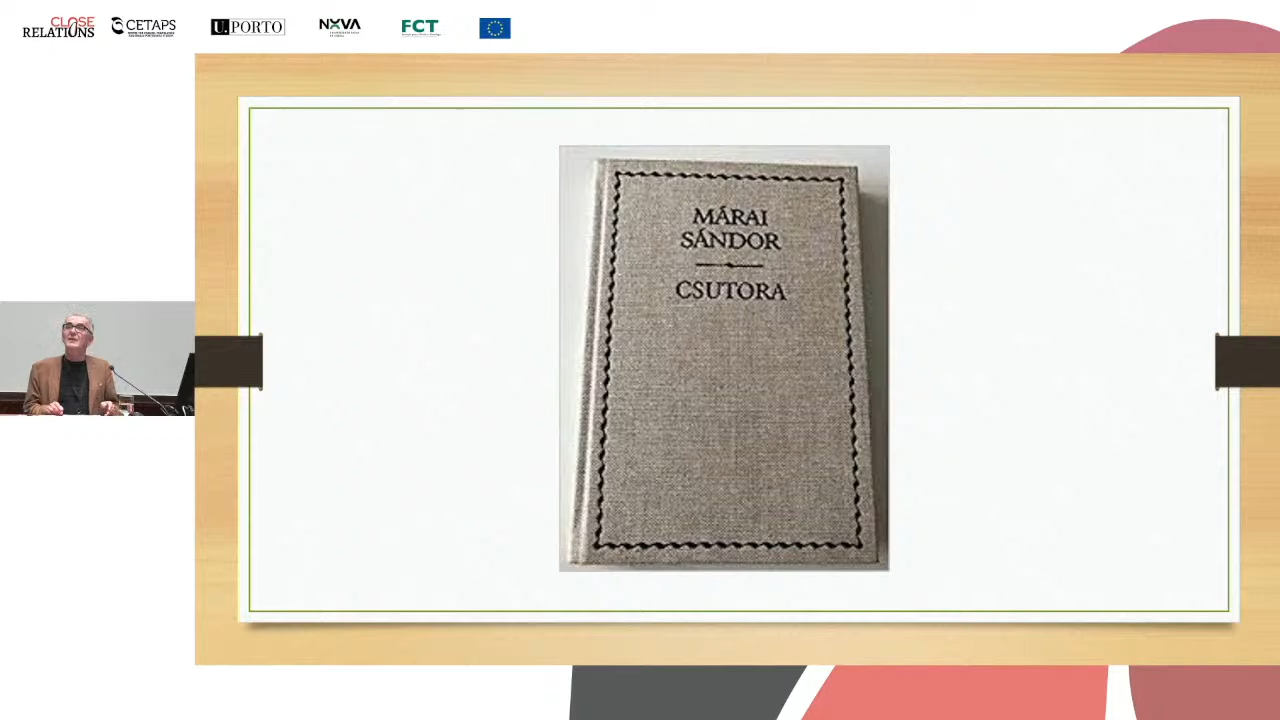 CLOSE
RELATIONS
CETAPS
U. PORTO
NOVA
FCT
MÁRAI
SÁNDOR
CSUTORA